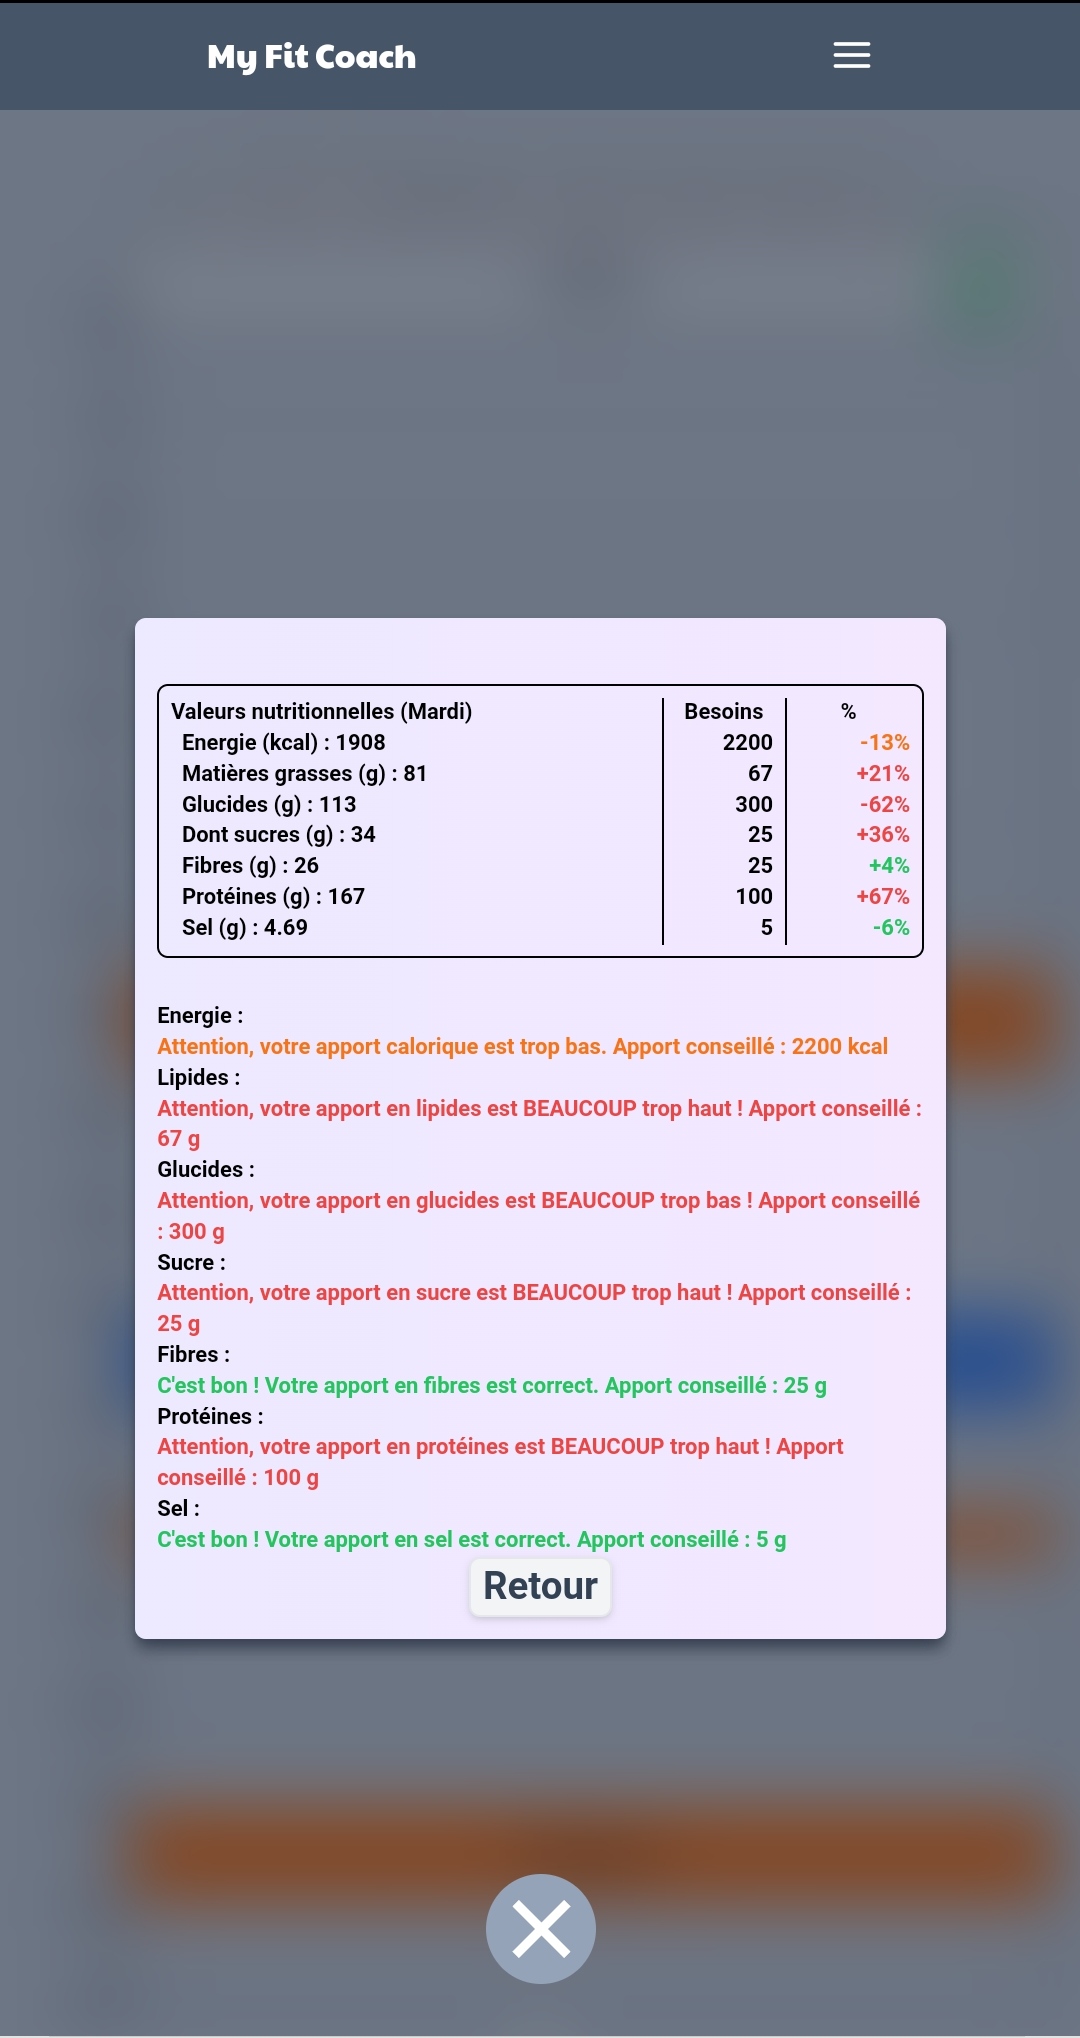 My Fit Coach
Valeurs nutritionnelles (Mardi) Besoins %
Energie (kcal) : 1908 2200 -13%
Matières grasses (g) : 81 67 +21%
Glucides (g) : 113 300 -62%
Dont sucres (g) : 34 25 +36%
Fibres (g) : 26 25 +4%
Protéines (g) : 167 100 +67%
Sel (g) : 4.69 5 -6%
Energie :
Attention, votre apport calorique est trop bas. Apport conseillé : 2200 kcal
Lipides :
Attention, votre apport en lipides est BEAUCOUP trop haut ! Apport conseillé :
67 g
Glucides :
Attention, votre apport en glucides est BEAUCOUP trop bas ! Apport conseillé
: 300 g
Sucre :
Attention, votre apport en sucre est BEAUCOUP trop haut ! Apport conseillé :
25 g
Fibres :
C'est bon ! Votre apport en fibres est correct. Apport conseillé : 25 g
Protéines :
Attention, votre apport en protéines est BEAUCOUP trop haut ! Apport
conseillé : 100 g
Sel :
C'est bon ! Votre apport en sel est correct. Apport conseillé : 5 g
Retour